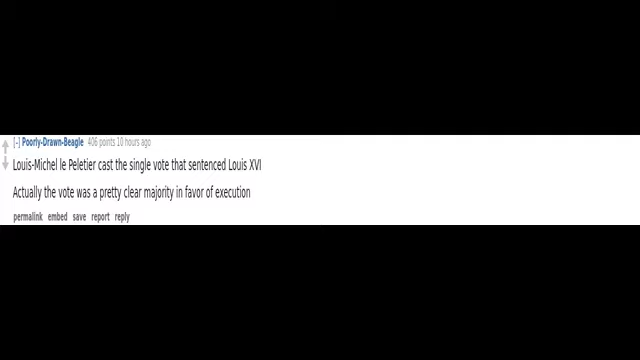 [-] Poorly-Drawn-Beagle 406 points 10 hours ago
Louis-Michel le Peletier cast the single vote that sentenced Louis XVI
Actually the vote was a pretty clear majority in favor of execution
permalink embed save report reply